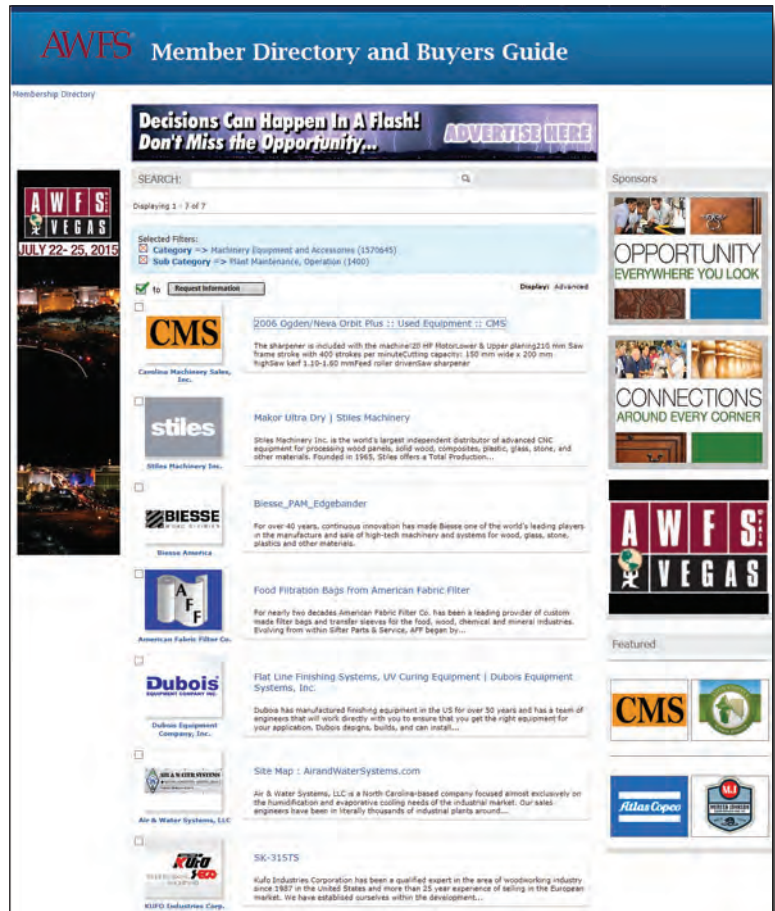 AWFS® Member Directory and Buyers Guide
Membership Directory
Decisions Can Happen In A Flash!
Don't Miss the Opportunity...
ADVERTISE HERE
AWFS
VEGAS
JULY 22- 25, 2015
SEARCH:
Displaying 1 - 7 of 7
Selected Filters:
Category => Machinery Equipment and Accessories (1570645)
Sub Category => Plant Maintenance, Operation (1400)
to Request Information
Display: Advanced
CMS
Carolina Machinery Sales,
Inc.
2006 Ogden/Neva Orbit Plus :: Used Equipment :: CMS
The sharpener is included with the machine!20 HP MotorLower & Upper planing210 mm Saw
frame stroke with 400 strokes per minuteCutting capacity: 150 mm wide x 200 mm
highSaw kerf 1.10-1.60 mmFeed roller drivenSaw sharpener
stiles
Stiles Machinery Inc.
Makor Ultra Dry | Stiles Machinery
Stiles Machinery Inc. is the world's largest independent distributor of advanced CNC
equipment for processing wood panels, solid wood, composites, plastic, glass, stone, and
other materials. Founded in 1965, Stiles offers a Total Production...
BIESSE
Biesse America
Biesse_PAM_Edgebander
For over 40 years, continuous innovation has made Biesse one of the world's leading players
in the manufacture and sale of high-tech machinery and systems for wood, glass, stone,
plastics and other materials.
AFF
American Fabric Filter Co.
Food Filtration Bags from American Fabric Filter
For nearly two decades American Fabric Filter Co. has been a leading provider of custom
made filter bags and transfer sleeves for the food, wood, chemical and mineral industries.
Evolving from within Sifter Parts & Service, AFF began by...
Dubois
EQUIPMENT COMPANY INC.
Dubois Equipment
Company, Inc.
Flat Line Finishing Systems, UV Curing Equipment | Dubois Equipment
Systems, Inc.
Dubois has manufactured finishing equipment in the US for over 50 years and has a team of
engineers that will work directly with you to ensure that you get the right equipment for
your application. Dubois designs, builds, and can install...
AIR & WATER SYSTEMS
Air & Water Systems, LLC
Site Map : AirandWaterSystems.com
Air & Water Systems, LLC is a North Carolina-based company focused almost exclusively on
the humidification and evaporative cooling needs of the industrial market. Our sales
engineers have been in literally thousands of industrial plants around...
Kufo
SECO
KUFO Industries Corp.
SK-315TS
Kufo Industries Corporation has been a qualified expert in the area of woodworking industry
since 1987 in the United States and more than 25 year experience of selling in the European
market. We have establised ourselves within the development...
Sponsors
OPPORTUNITY
EVERYWHERE YOU LOOK
CONNECTIONS
AROUND EVERY CORNER
AWFS
FAIR
VEGAS
Featured
CMS
Atlas Copco
M.J